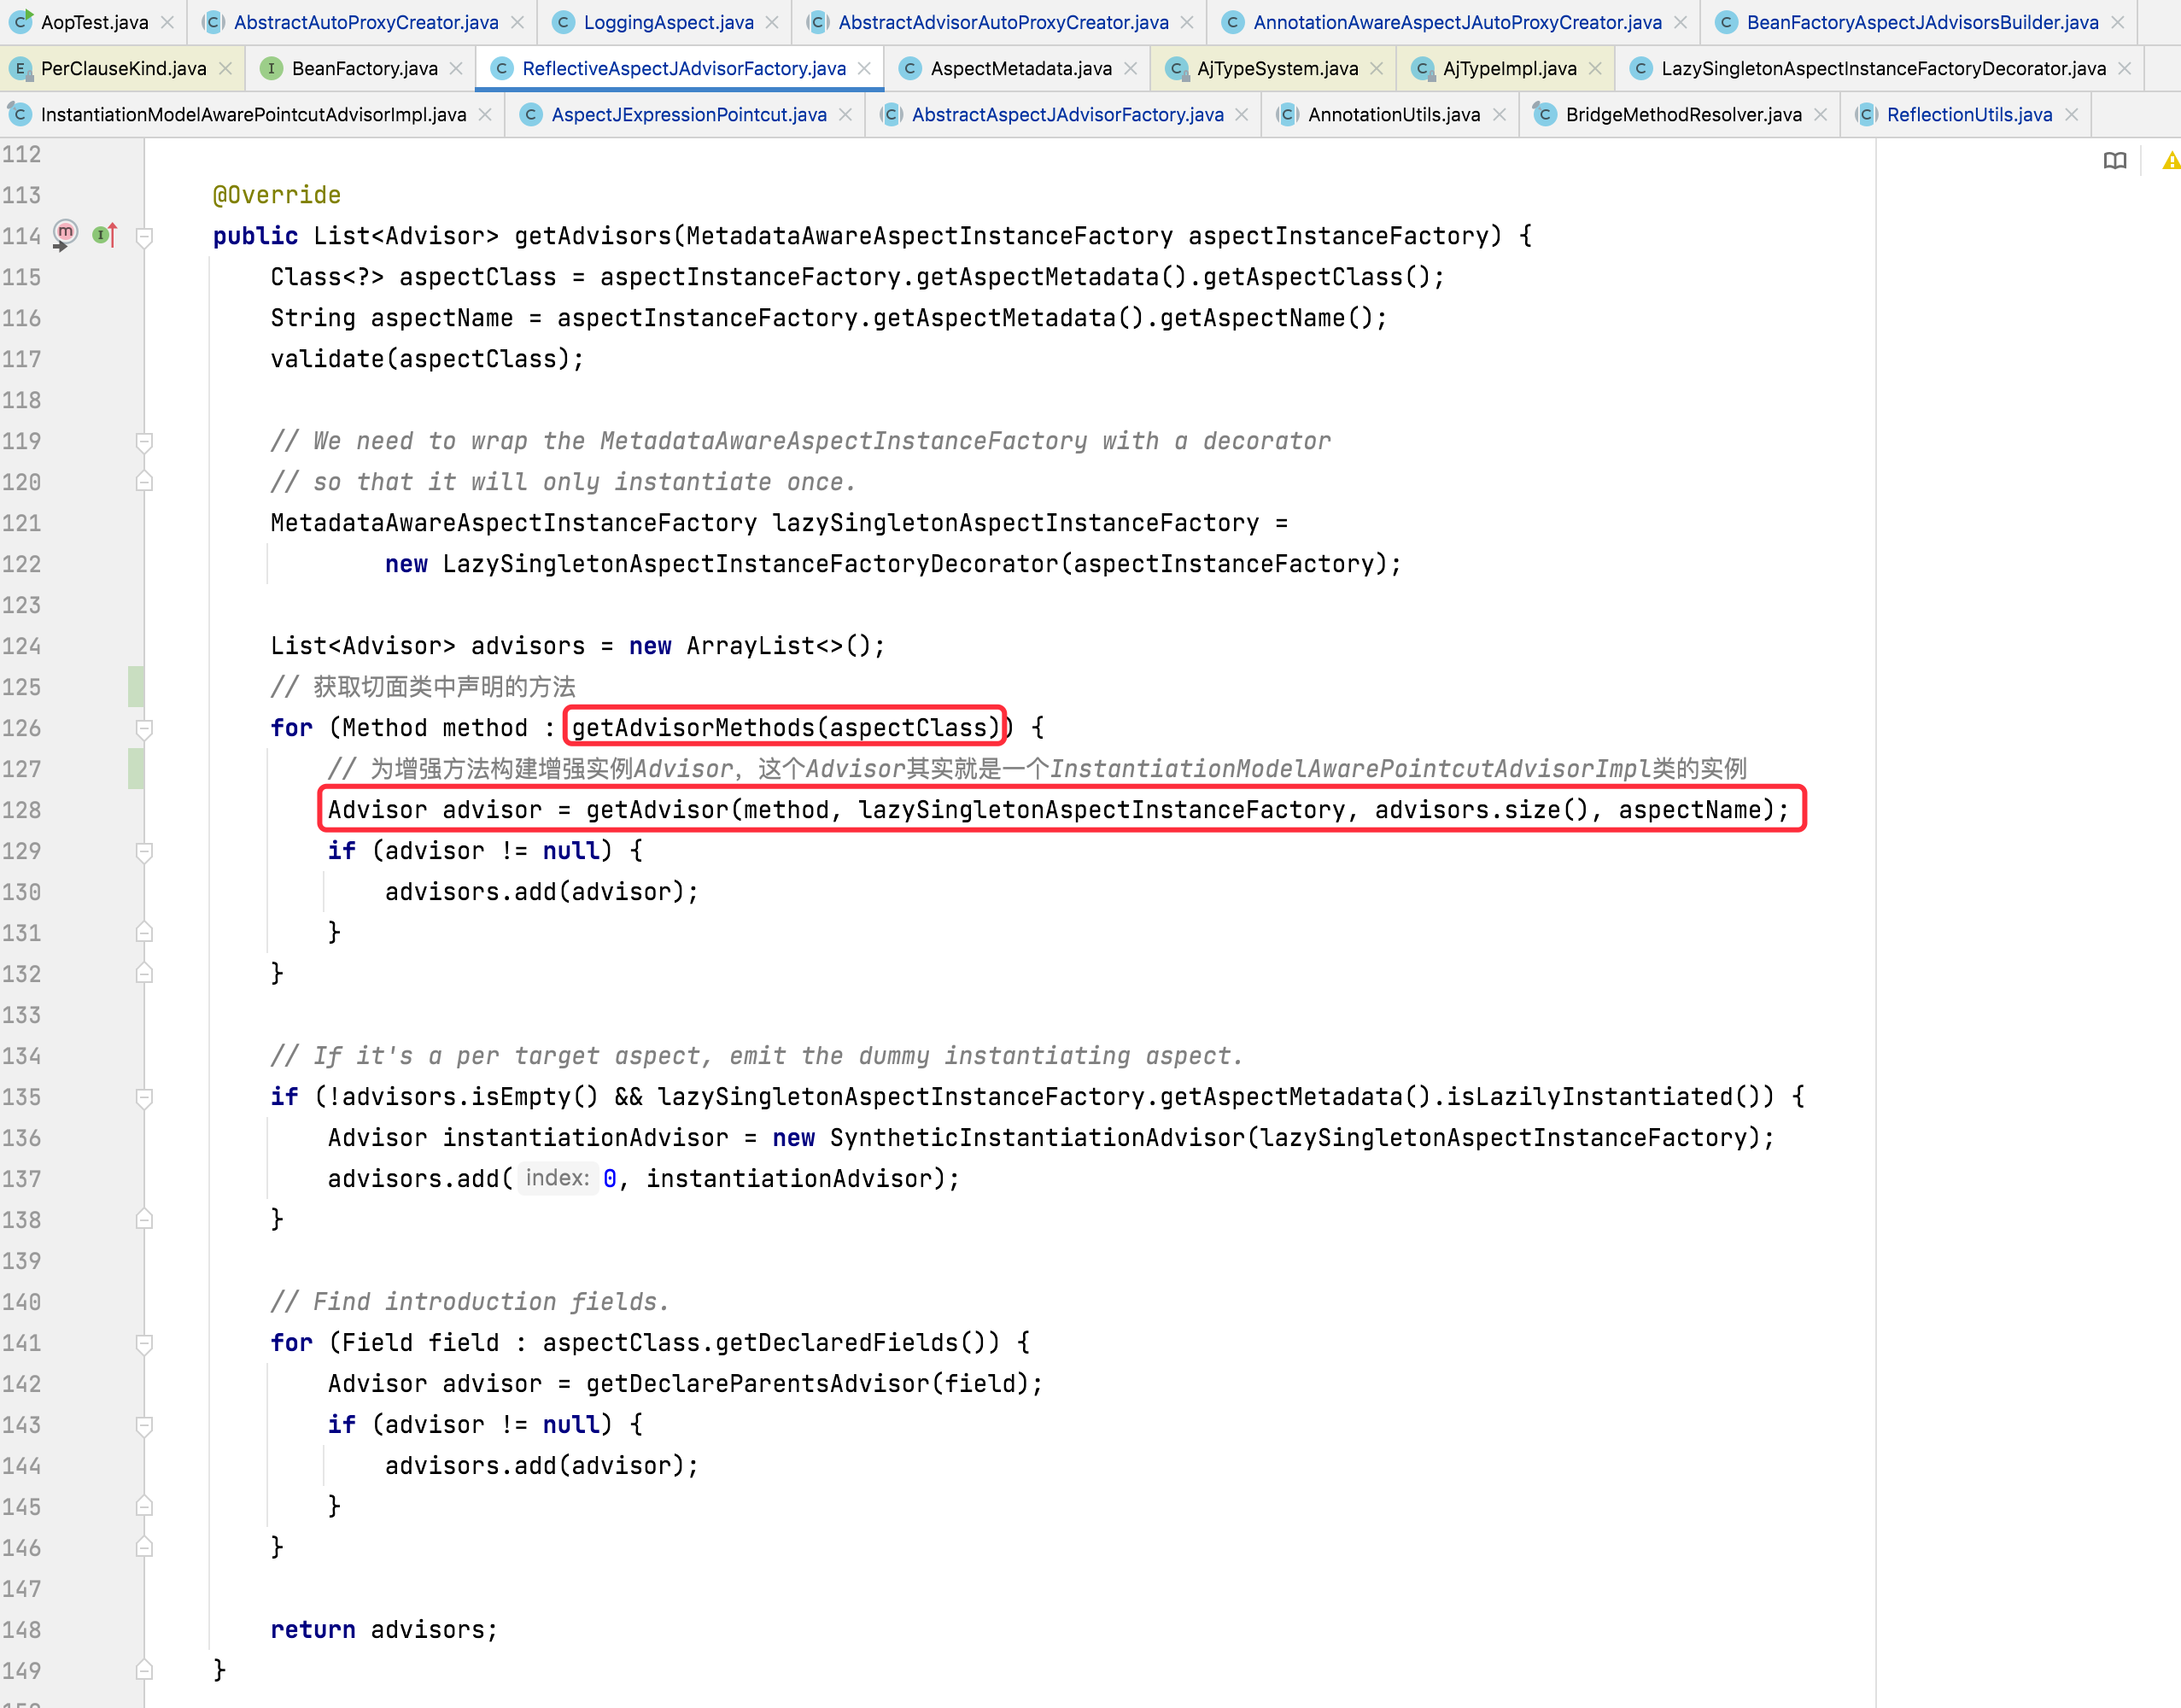 AopTest.java AbstractAutoProxyCreator.java LoggingAspect.java AbstractAdvisorAutoProxyCreator.java AnnotationAwareAspectJAutoProxyCreator.java BeanFactoryAspectJAdvisorsBuilder.java
PerClauseKind.java BeanFactory.java ReflectiveAspectJAdvisorFactory.java AspectMetadata.java AjTypeSystem.java AjTypeImpl.java LazySingletonAspectInstanceFactoryDecorator.java
InstantiationModelAwarePointcutAdvisorImpl.java AspectJExpressionPointcut.java AbstractAspectJAdvisorFactory.java AnnotationUtils.java BridgeMethodResolver.java ReflectionUtils.java
112
113 @Override
114 public List<Advisor> getAdvisors(MetadataAwareAspectInstanceFactory aspectInstanceFactory) {
115 Class<?> aspectClass = aspectInstanceFactory.getAspectMetadata().getAspectClass();
116 String aspectName = aspectInstanceFactory.getAspectMetadata().getAspectName();
117 validate(aspectClass);
118
119 // We need to wrap the MetadataAwareAspectInstanceFactory with a decorator
120 // so that it will only instantiate once.
121 MetadataAwareAspectInstanceFactory lazySingletonAspectInstanceFactory =
122 new LazySingletonAspectInstanceFactoryDecorator(aspectInstanceFactory);
123
124 List<Advisor> advisors = new ArrayList<>();
125 // 获取切面类中声明的方法
126 for (Method method : getAdvisorMethods(aspectClass)) {
127 // 为增强方法构建增强实例Advisor，这个Advisor其实就是一个InstantiationModelAwarePointcutAdvisorImpl类的实例
128 Advisor advisor = getAdvisor(method, lazySingletonAspectInstanceFactory, advisors.size(), aspectName);
129 if (advisor != null) {
130 advisors.add(advisor);
131 }
132 }
133
134 // If it's a per target aspect, emit the dummy instantiating aspect.
135 if (!advisors.isEmpty() && lazySingletonAspectInstanceFactory.getAspectMetadata().isLazilyInstantiated()) {
136 Advisor instantiationAdvisor = new SyntheticInstantiationAdvisor(lazySingletonAspectInstanceFactory);
137 advisors.add( index: 0, instantiationAdvisor);
138 }
139
140 // Find introduction fields.
141 for (Field field : aspectClass.getDeclaredFields()) {
142 Advisor advisor = getDeclareParentsAdvisor(field);
143 if (advisor != null) {
144 advisors.add(advisor);
145 }
146 }
147
148 return advisors;
149 }